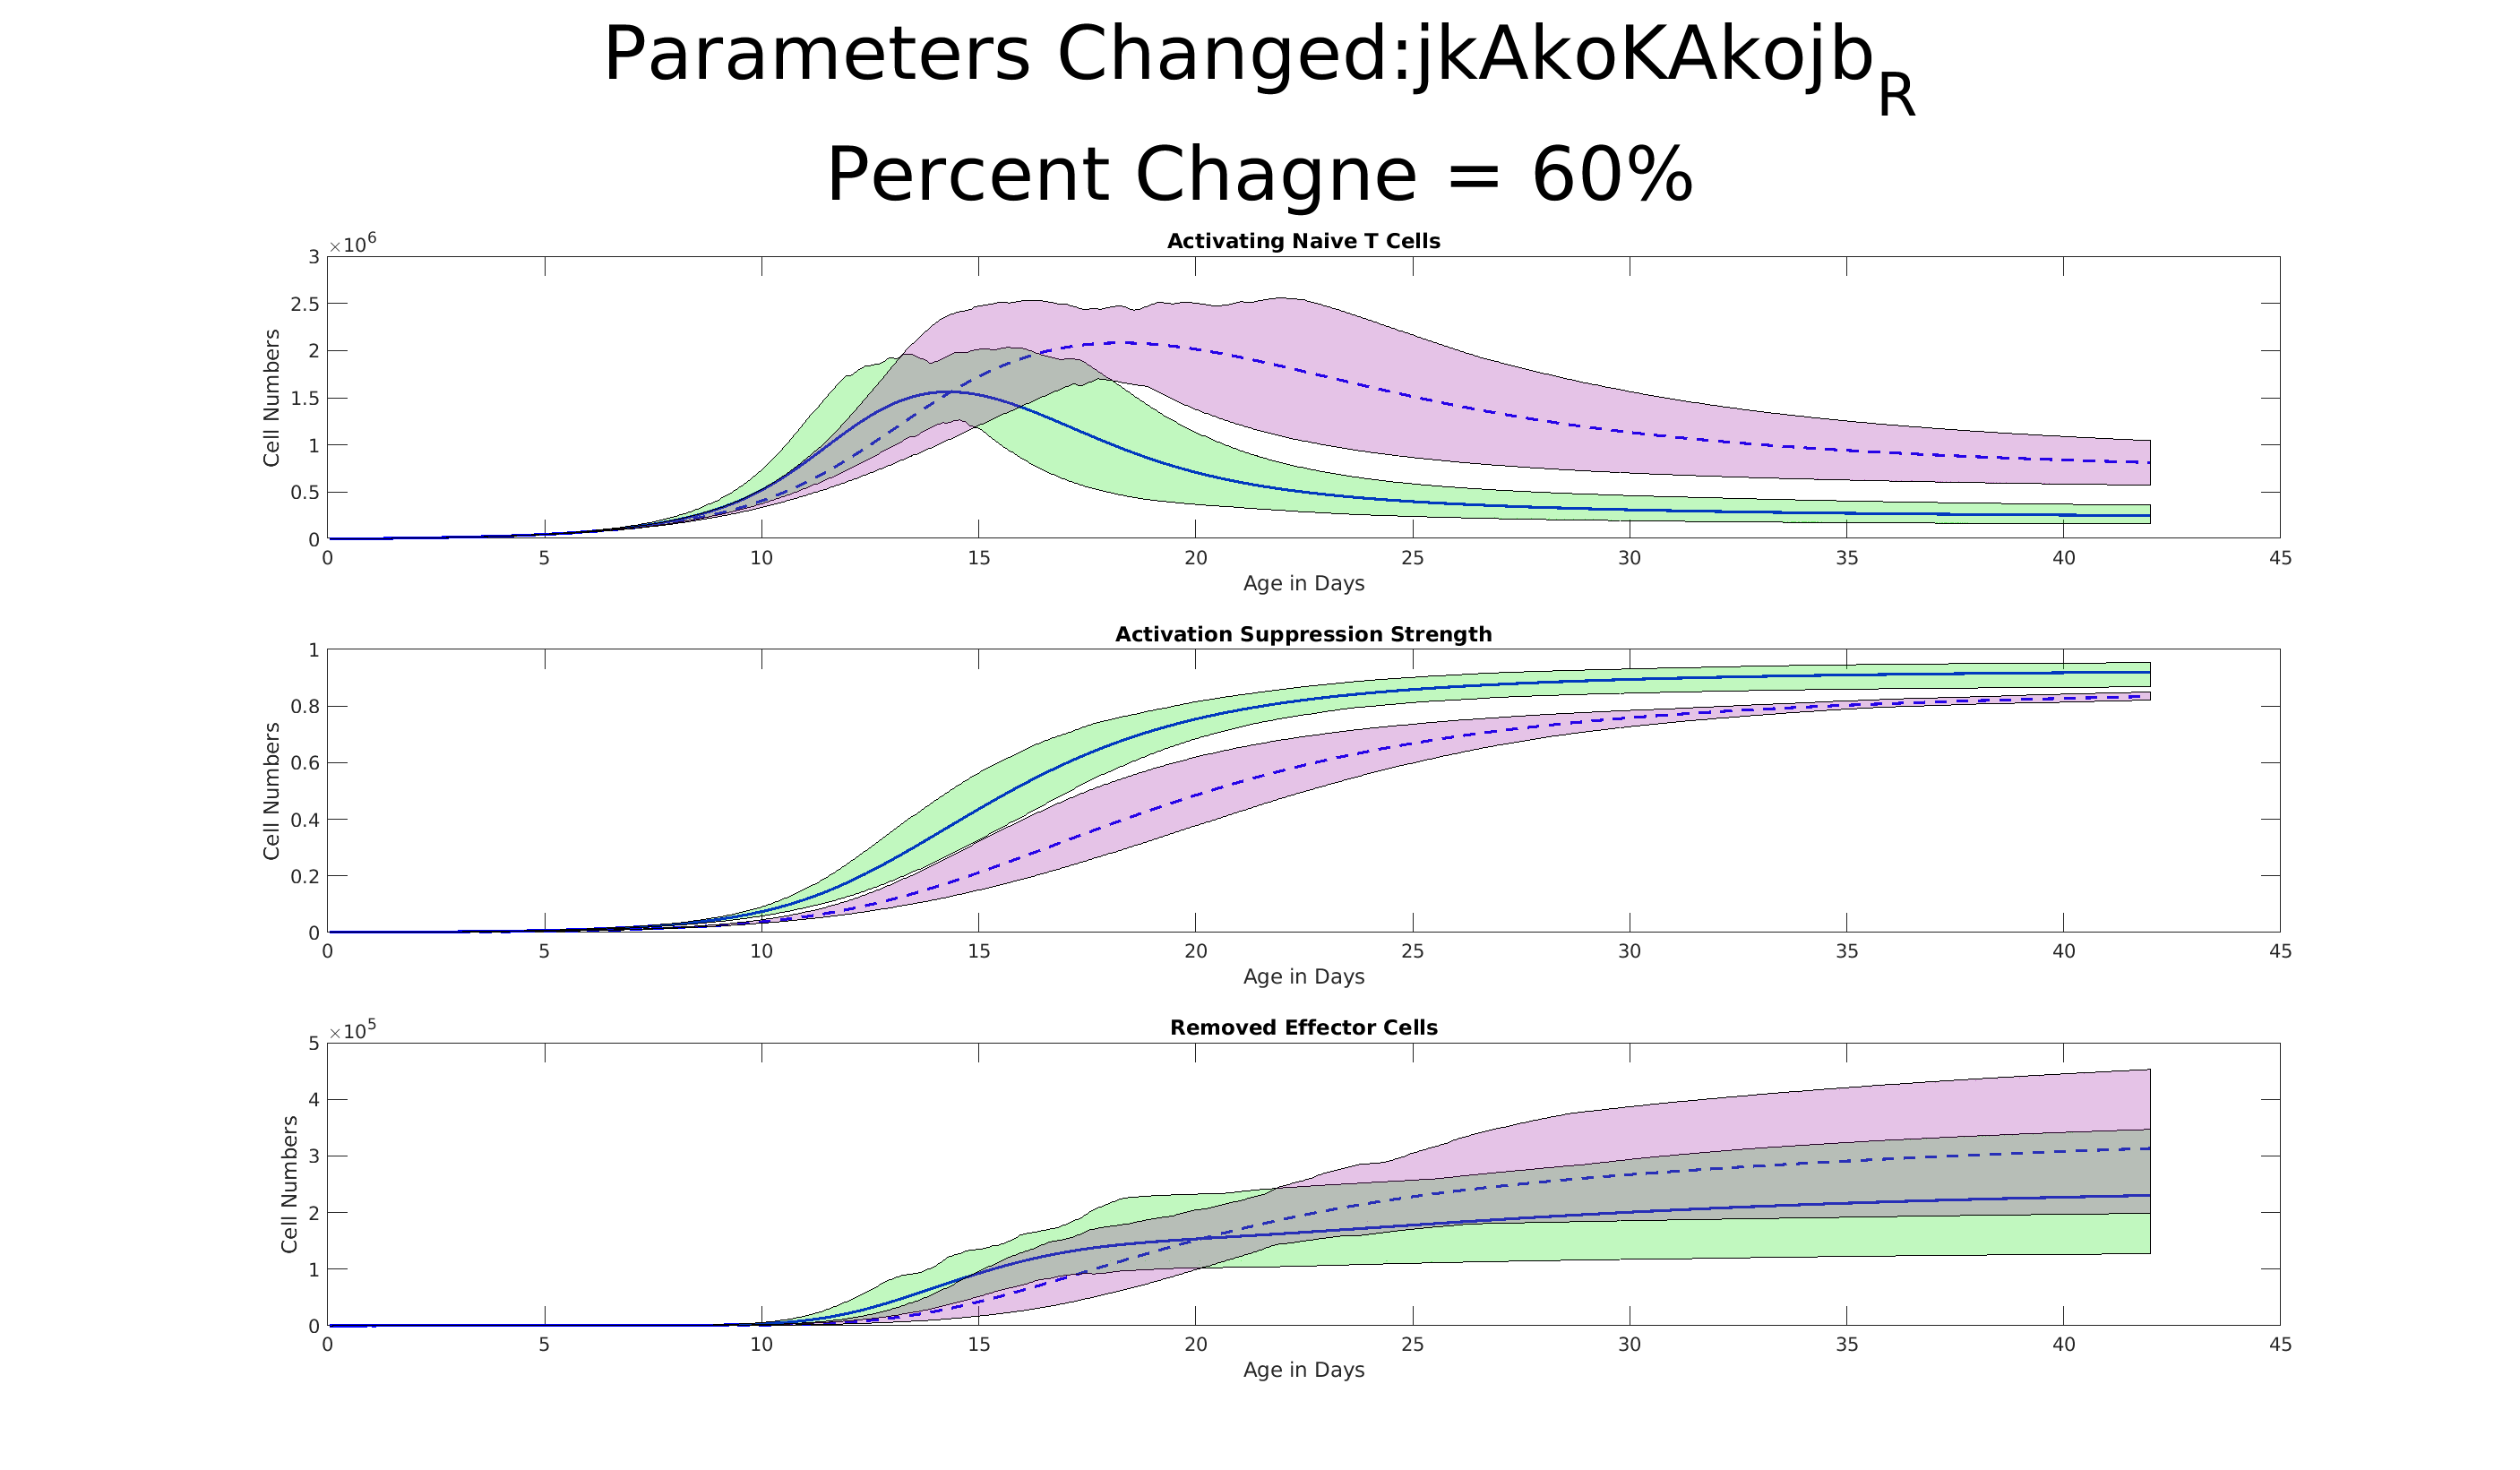 Parameters Changed:jkAkoKAkojb_R
Percent Chagne = 60%
Activating Naive T Cells
×10^6
3
2.5
2
1.5
1
0.5
0
Cell Numbers
0 5 10 15 20 25 30 35 40 45
Age in Days
Activation Suppression Strength
1
0.8
0.6
0.4
0.2
0
Cell Numbers
0 5 10 15 20 25 30 35 40 45
Age in Days
Removed Effector Cells
×10^5
5
4
3
2
1
0
Cell Numbers
0 5 10 15 20 25 30 35 40 45
Age in Days